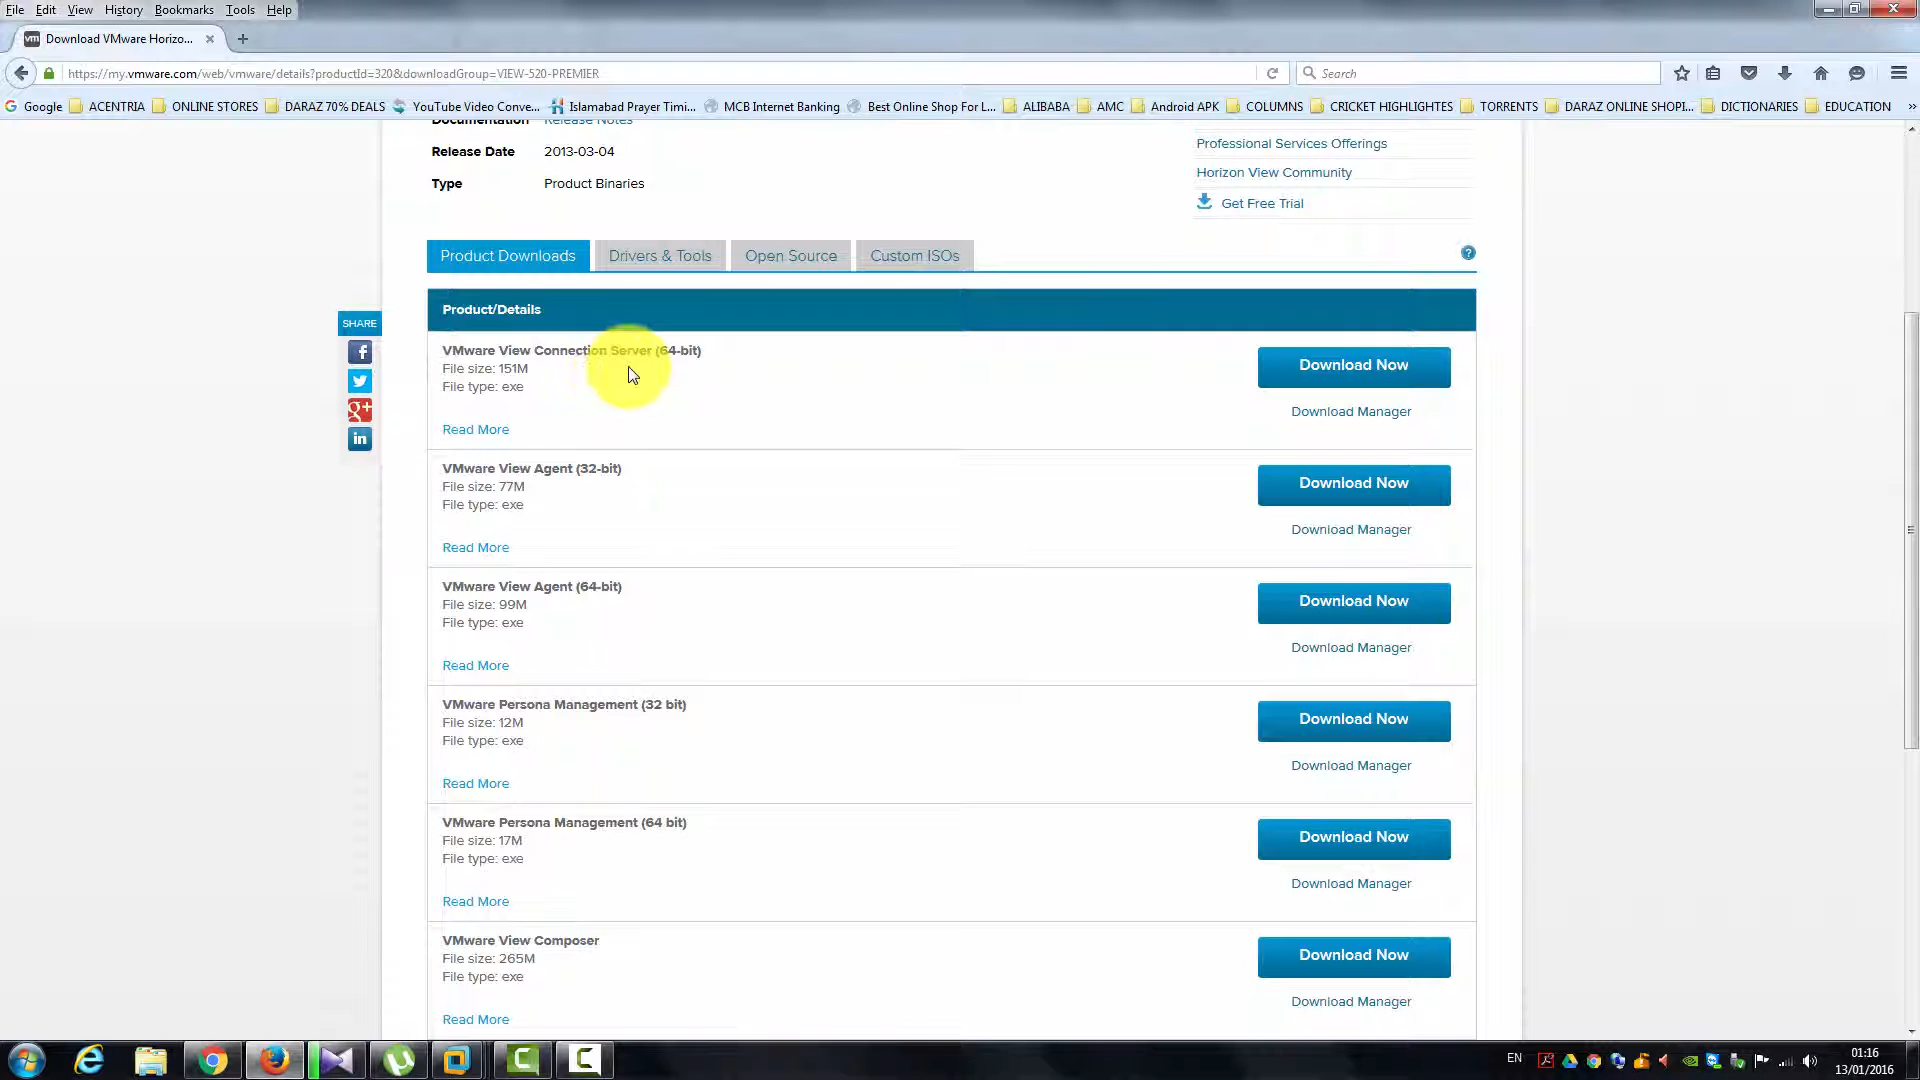 File Edit View History Bookmarks Tools Help
vm Download VMware Horizo...
https://my.vmware.com/web/vmware/details?productId=320&downloadGroup=VIEW-520-PREMIER
Search
Google ACENTRIA ONLINE STORES DARAZ 70% DEALS YouTube Video Conve... Islamabad Prayer Timi... MCB Internet Banking Best Online Shop For L... ALIBABA AMC Android APK COLUMNS CRICKET HIGHLIGHTES TORRENTS DARAZ ONLINE SHOPI... DICTIONARIES EDUCATION »
Documentation Release Notes
Release Date 2013-03-04
Type Product Binaries
Professional Services Offerings
Horizon View Community
Get Free Trial
Product Downloads Drivers & Tools Open Source Custom ISOs
?
Product/Details
SHARE
f
g+
in
VMware View Connection Server (64-bit)
File size: 151M
File type: exe
Read More
Download Now
Download Manager
VMware View Agent (32-bit)
File size: 77M
File type: exe
Read More
Download Now
Download Manager
VMware View Agent (64-bit)
File size: 99M
File type: exe
Read More
Download Now
Download Manager
VMware Persona Management (32 bit)
File size: 12M
File type: exe
Read More
Download Now
Download Manager
VMware Persona Management (64 bit)
File size: 17M
File type: exe
Read More
Download Now
Download Manager
VMware View Composer
File size: 265M
File type: exe
Read More
Download Now
Download Manager
EN
01:16
13/01/2016